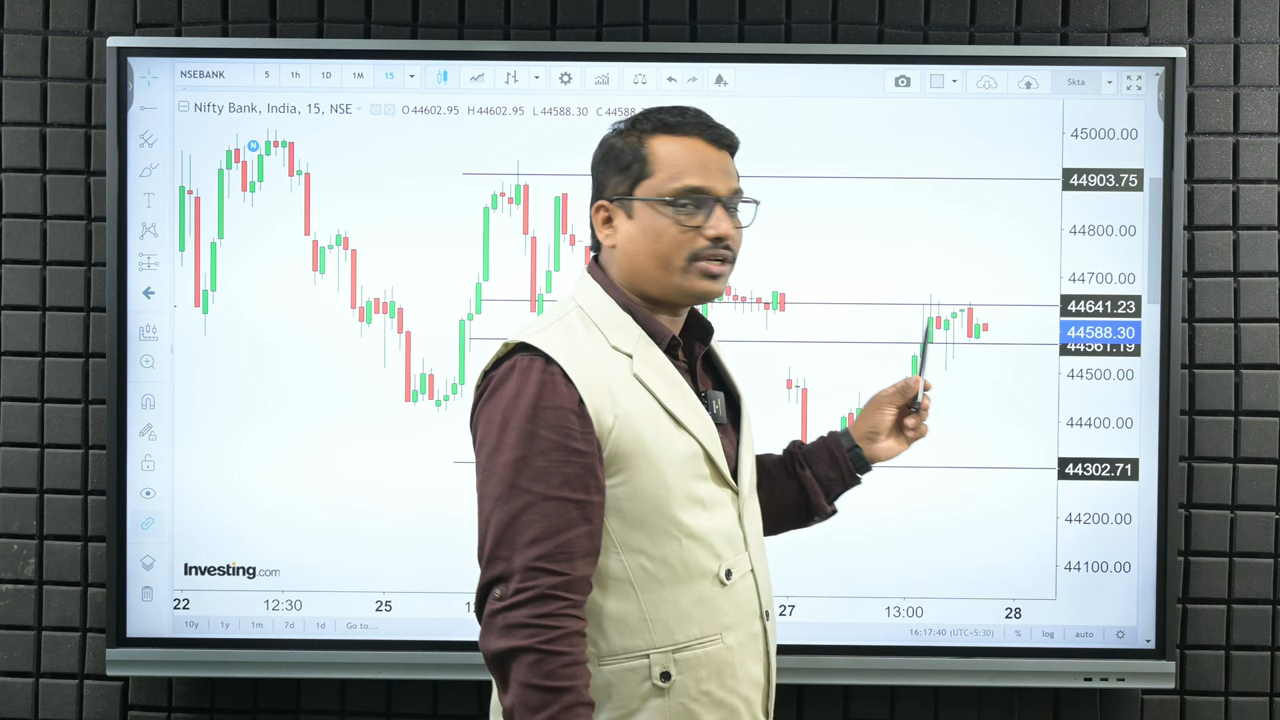 NSEBANK 5 1h 1D 1M 15 Skta
Nifty Bank, India, 15, NSE O44602.95 H44602.95 L44588.30 C44588.
45000.00
44903.75
44800.00
44700.00
44641.23
44588.30
44561.19
44500.00
44400.00
44302.71
44200.00
44100.00
N
Investing.com
22 12:30 25 27 13:00 28
10y 1y 1m 7d 1d Go to... 16:17:40 (UTC+5:30) % log auto